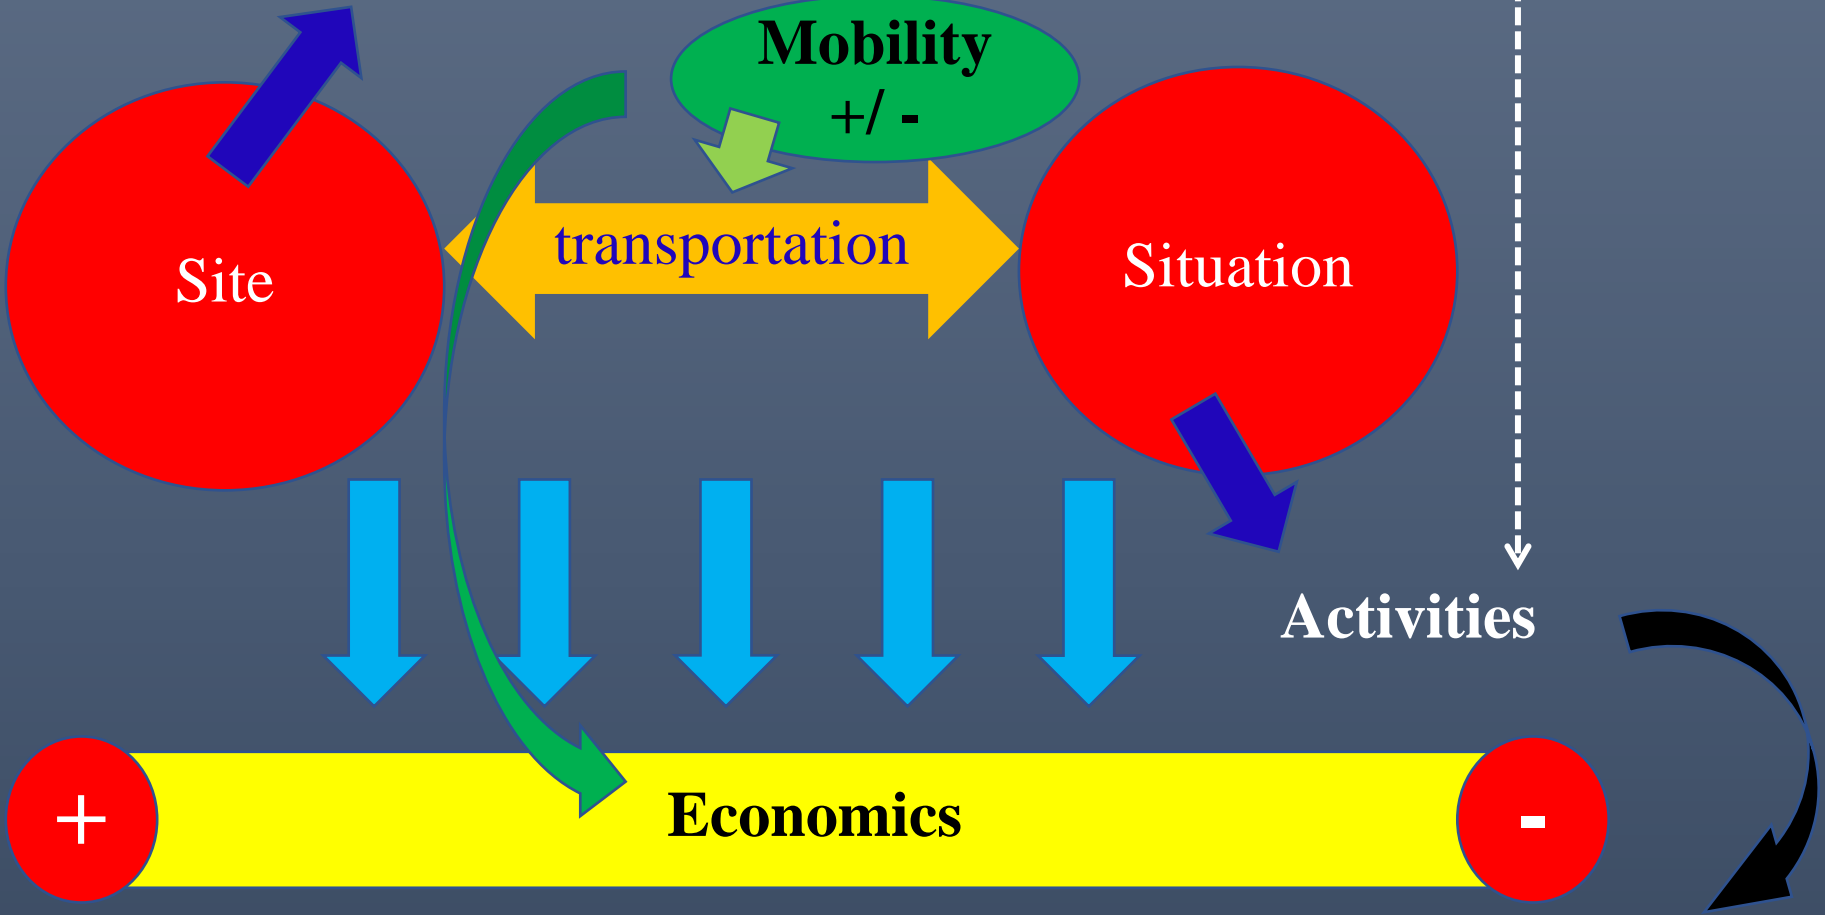 Mobility
+/ -
Site
transportation
Situation
Activities
+
Economics
-